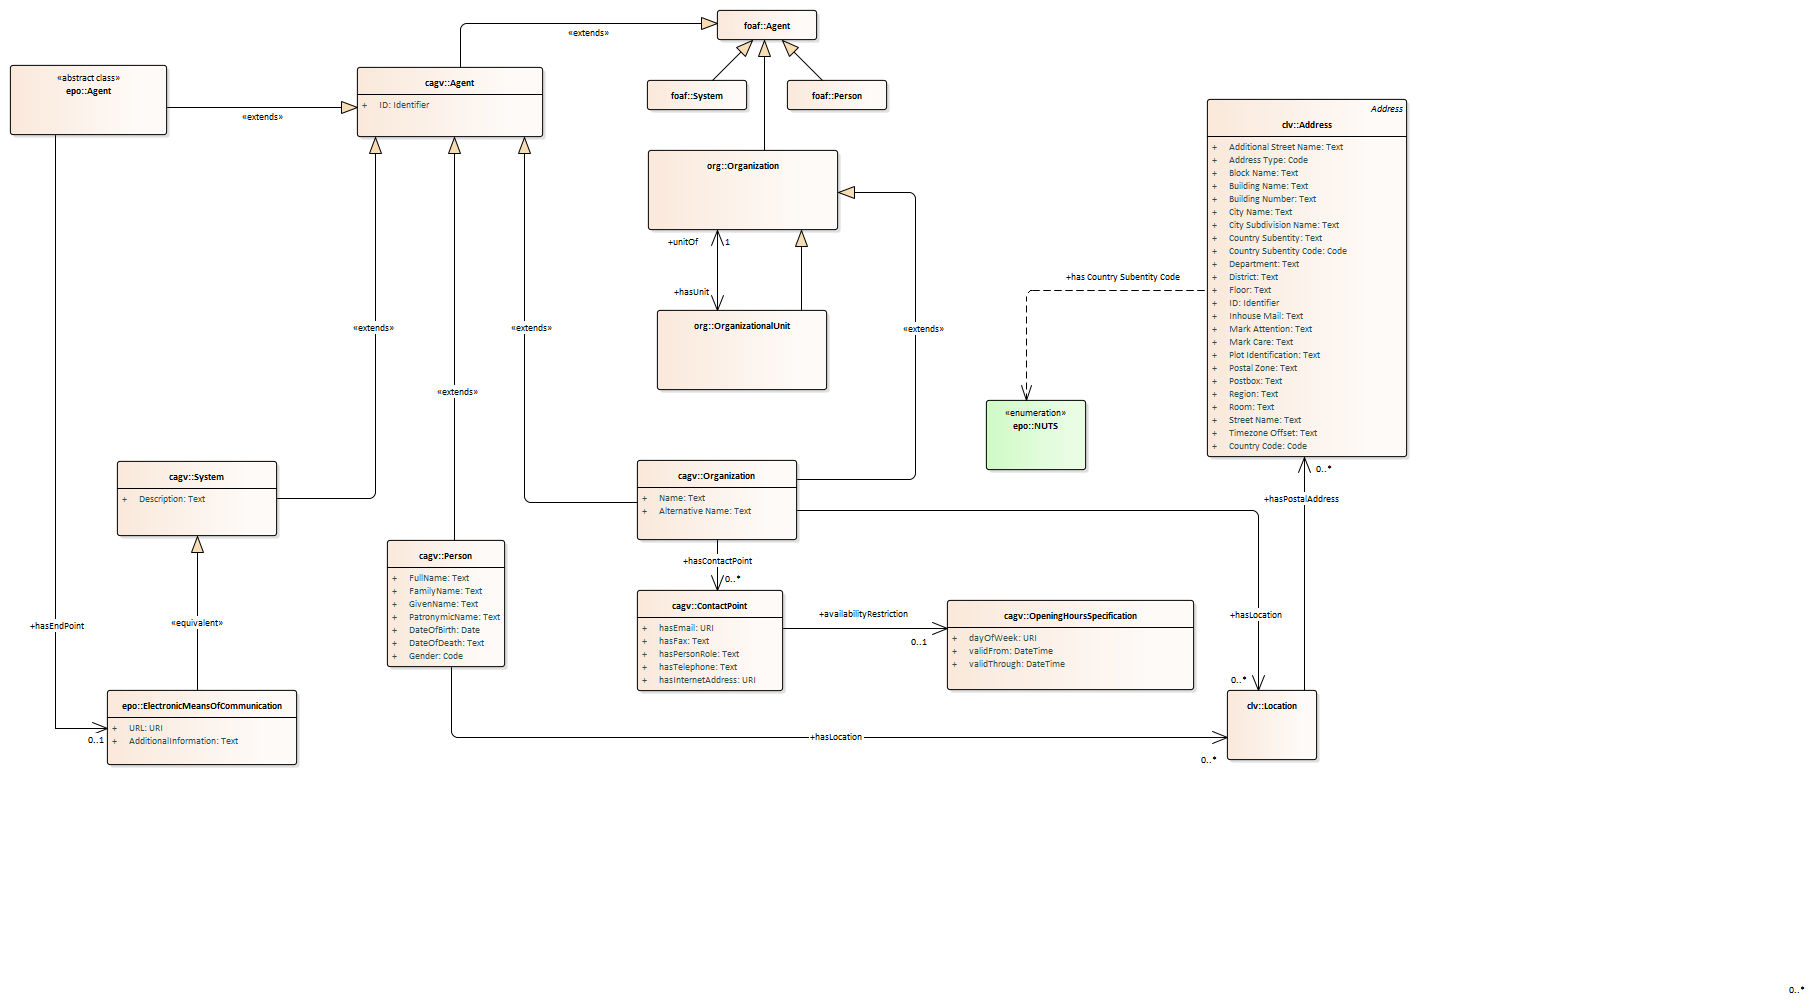 foaf::Agent
«extends»
«abstract class»
epo::Agent
cagv::Agent
+ ID: Identifier
«extends»
foaf::System
foaf::Person
org::Organization
+unitOf
1
+hasUnit
org::OrganizationalUnit
«extends»
«extends»
«extends»
«extends»
Address
clv::Address
+ Additional Street Name: Text
+ Address Type: Code
+ Block Name: Text
+ Building Name: Text
+ Building Number: Text
+ City Name: Text
+ City Subdivision Name: Text
+ Country Subentity: Text
+ Country Subentity Code: Code
+ Department: Text
+ District: Text
+ Floor: Text
+ ID: Identifier
+ Inhouse Mail: Text
+ Mark Attention: Text
+ Mark Care: Text
+ Plot Identification: Text
+ Postal Zone: Text
+ Postbox: Text
+ Region: Text
+ Room: Text
+ Street Name: Text
+ Timezone Offset: Text
+ Country Code: Code
+has Country Subentity Code
«enumeration»
epo::NUTS
0..*
+hasPostalAddress
cagv::System
+ Description: Text
cagv::Organization
+ Name: Text
+ Alternative Name: Text
cagv::Person
+ FullName: Text
+ FamilyName: Text
+ GivenName: Text
+ PatronymicName: Text
+ DateOfBirth: Date
+ DateOfDeath: Text
+ Gender: Code
+hasContactPoint
0..*
cagv::ContactPoint
+ hasEmail: URI
+ hasFax: Text
+ hasPersonRole: Text
+ hasTelephone: Text
+ hasInternetAddress: URI
+availabilityRestriction
0..1
cagv::OpeningHoursSpecification
+ dayOfWeek: URI
+ validFrom: DateTime
+ validThrough: DateTime
+hasLocation
0..*
clv::Location
+hasEndPoint
0..1
«equivalent»
epo::ElectronicMeansOfCommunication
+ URL: URI
+ AdditionalInformation: Text
+hasLocation
0..*
0..*